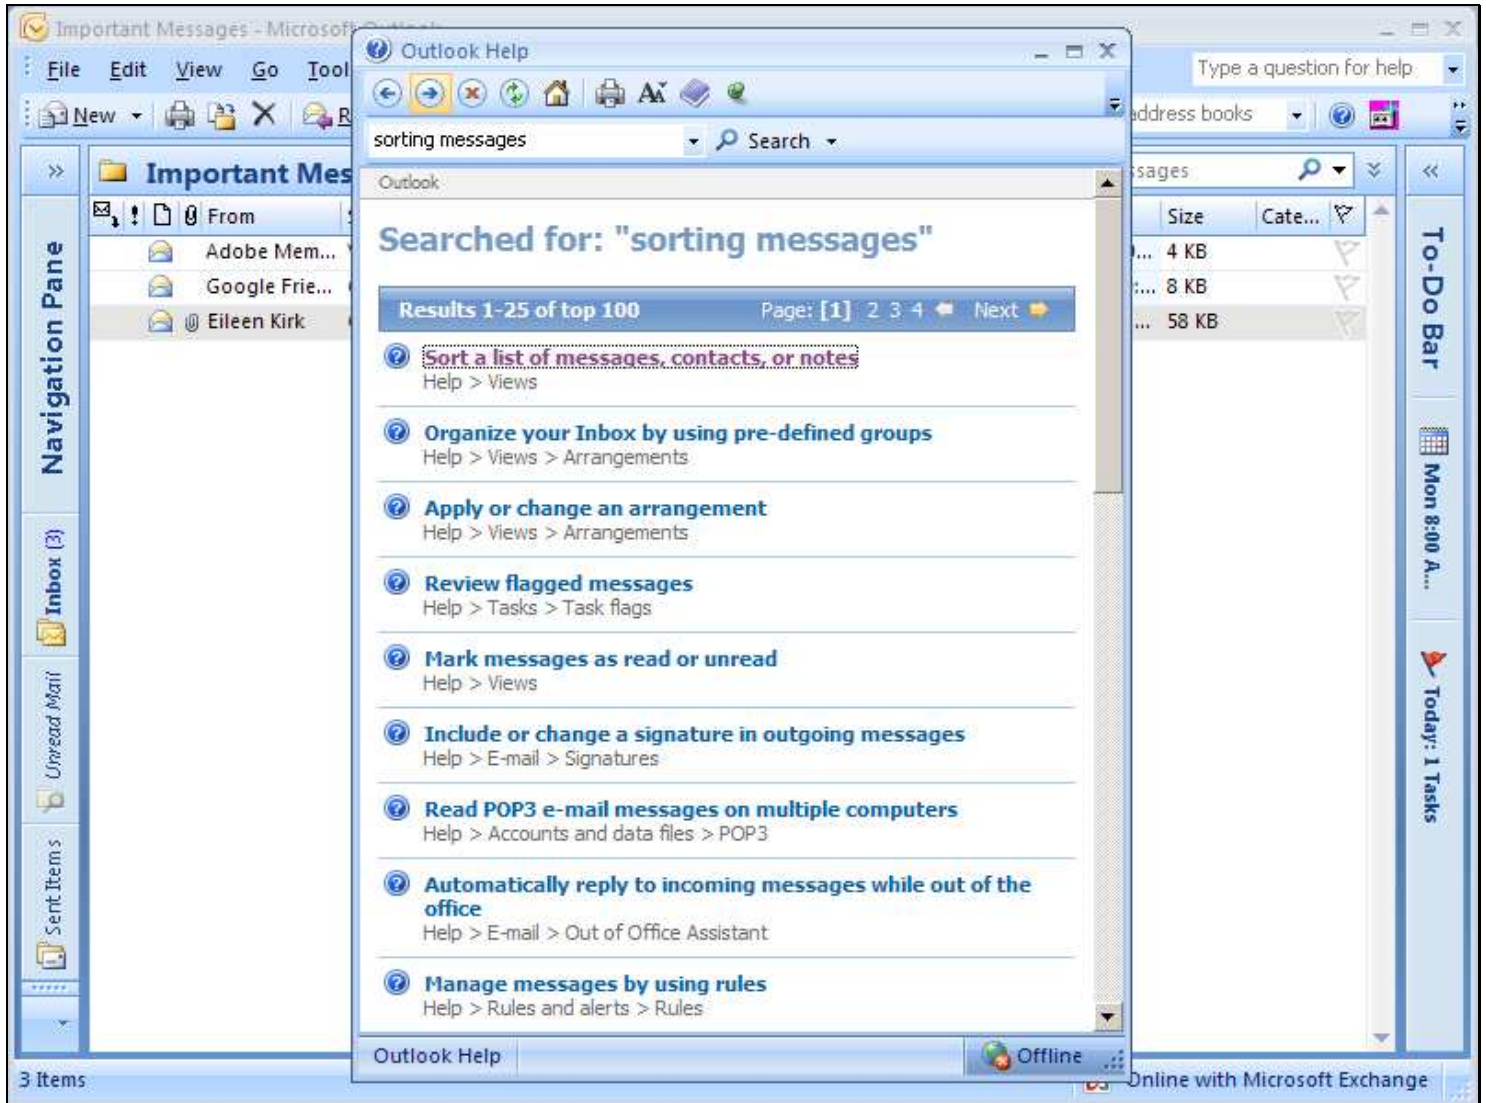 Important Messages - Microsoft Outlook
File Edit View Go Tool
Type a question for help
New
R
address books
Important Mes
ssages
From
Size Cate...
Adobe Mem...
4 KB
Google Frie...
8 KB
Eileen Kirk
58 KB
3 Items
Online with Microsoft Exchange
Navigation Pane
Inbox (3)
Unread Mail
Sent Items
To-Do Bar
Mon 8:00 A...
Today: 1 Tasks
Outlook Help
sorting messages
Search
Outlook
Searched for: "sorting messages"
Results 1-25 of top 100 Page: [1] 2 3 4 Next
Sort a list of messages, contacts, or notes
Help > Views
Organize your Inbox by using pre-defined groups
Help > Views > Arrangements
Apply or change an arrangement
Help > Views > Arrangements
Review flagged messages
Help > Tasks > Task flags
Mark messages as read or unread
Help > Views
Include or change a signature in outgoing messages
Help > E-mail > Signatures
Read POP3 e-mail messages on multiple computers
Help > Accounts and data files > POP3
Automatically reply to incoming messages while out of the
office
Help > E-mail > Out of Office Assistant
Manage messages by using rules
Help > Rules and alerts > Rules
Outlook Help
Offline